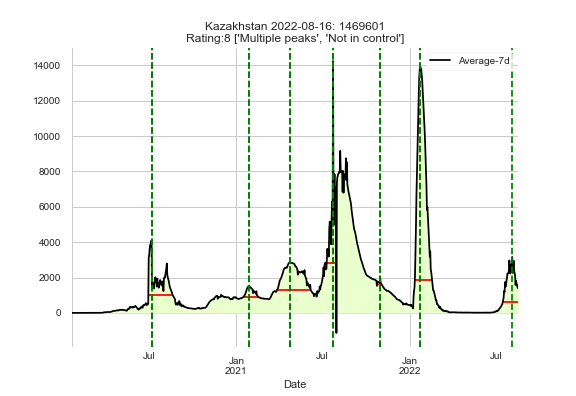 Kazakhstan 2022-08-16: 1469601
Rating:8 ['Multiple peaks', 'Not in control']
Average-7d
14000
12000
10000
8000
6000
4000
2000
0
Jul
Jan
2021
Jul
Jan
2022
Jul
Date